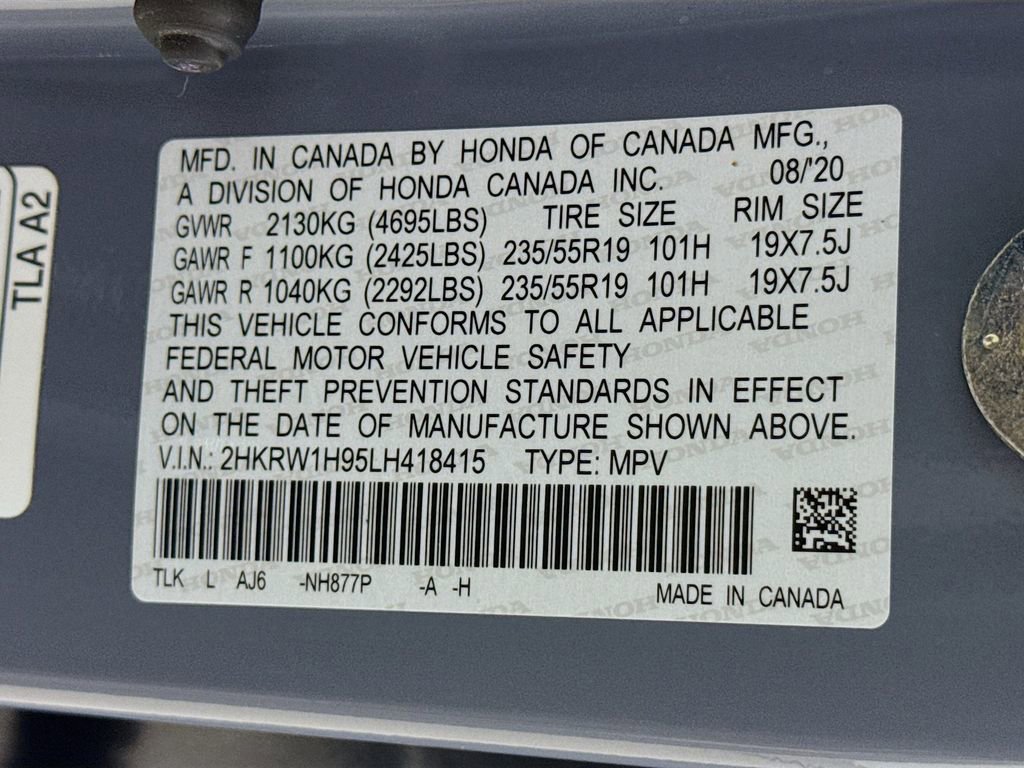 MFD. IN CANADA BY HONDA OF CANADA MFG.,
A DIVISION OF HONDA CANADA INC. 08/'20
GVWR 2130KG (4695LBS) TIRE SIZE RIM SIZE
GAWR F 1100KG (2425LBS) 235/55R19 101H 19X7.5J
GAWR R 1040KG (2292LBS) 235/55R19 101H 19X7.5J
THIS VEHICLE CONFORMS TO ALL APPLICABLE
FEDERAL MOTOR VEHICLE SAFETY
AND THEFT PREVENTION STANDARDS IN EFFECT
ON THE DATE OF MANUFACTURE SHOWN ABOVE.
V.I.N.: 2HKRW1H95LH418415 TYPE: MPV
TLK L AJ6 -NH877P -A -H MADE IN CANADA
TLA A2